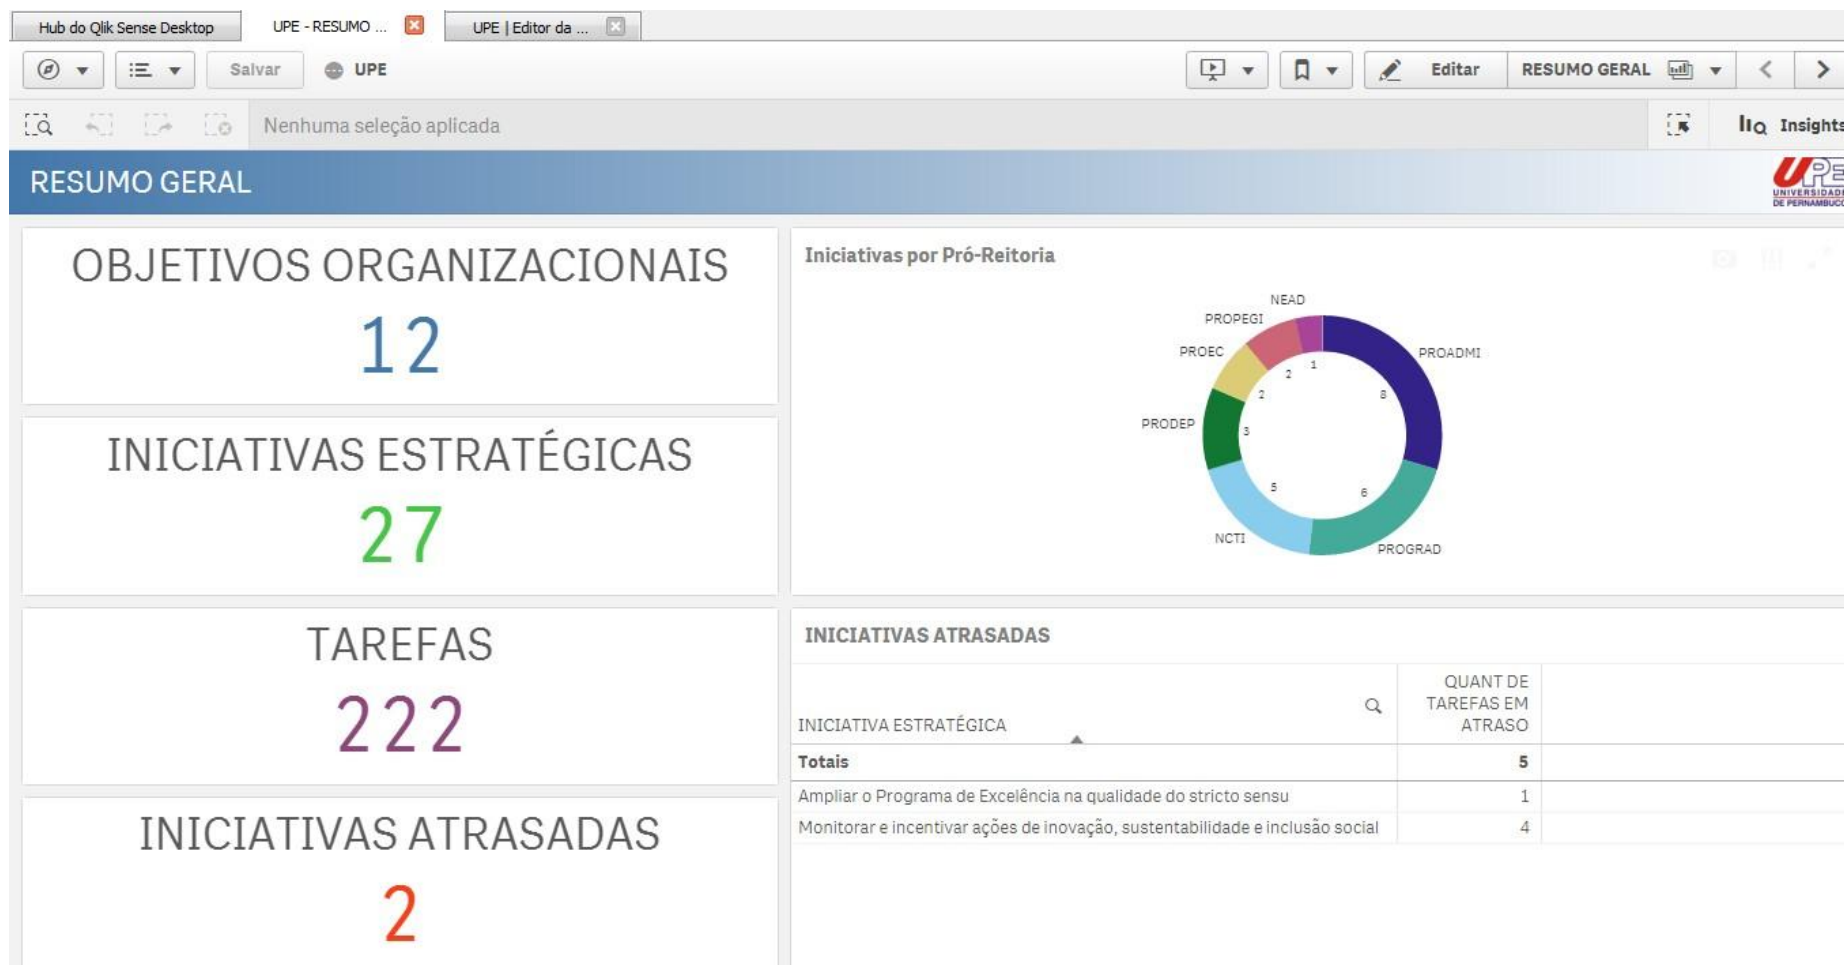 Hub do Qlik Sense Desktop
UPE - RESUMO ...
UPE | Editor da ...
Salvar
UPE
Editar
RESUMO GERAL
Nenhuma seleção aplicada
Insights
RESUMO GERAL
UPE
UNIVERSIDADE
DE PERNAMBUCO
OBJETIVOS ORGANIZACIONAIS
12
INICIATIVAS ESTRATÉGICAS
27
TAREFAS
222
INICIATIVAS ATRASADAS
2
Iniciativas por Pró-Reitoria
NEAD
PROPEGI
PROEC
PROADMI
PRODEP
NCTI
PROGRAD
1
2
2
8
3
5
6
INICIATIVAS ATRASADAS
INICIATIVA ESTRATÉGICA
QUANT DE
TAREFAS EM
ATRASO
Totais 5
Ampliar o Programa de Excelência na qualidade do stricto sensu 1
Monitorar e incentivar ações de inovação, sustentabilidade e inclusão social 4